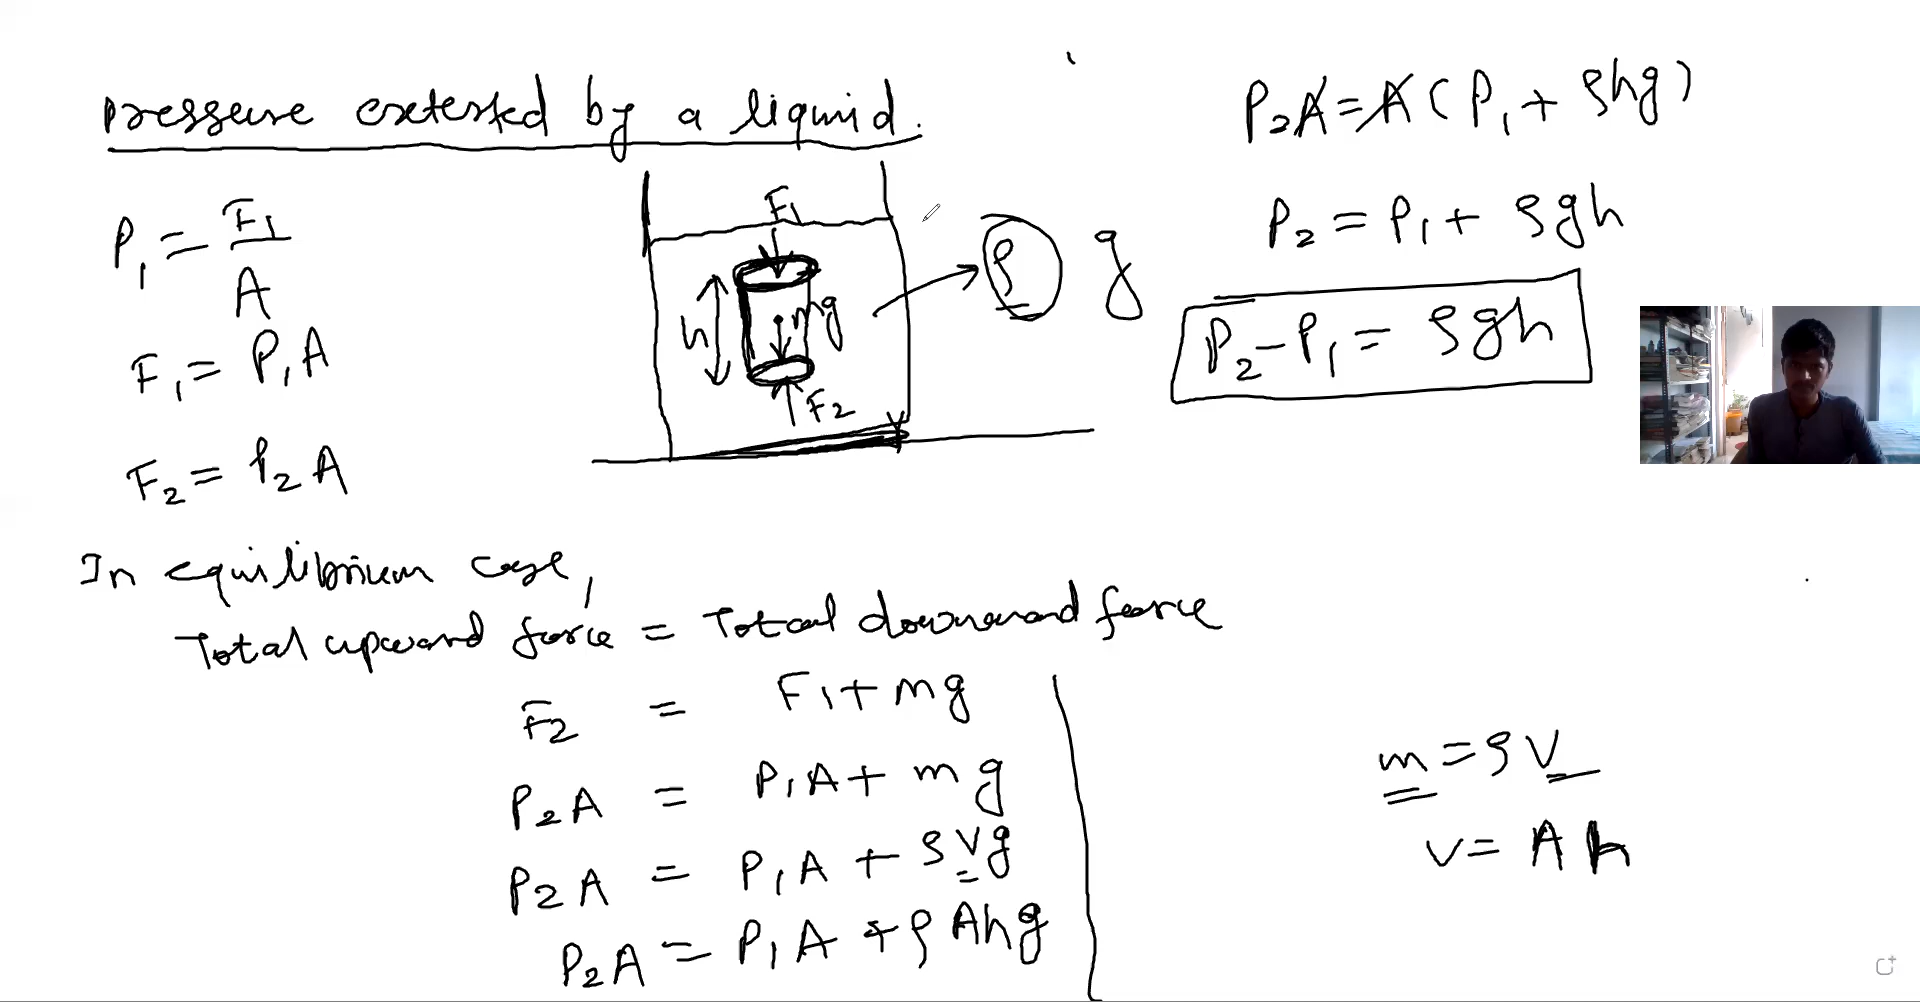 pressure exerted by a liquid.
P₁ = F₁/A
F₁ = P₁A
F₂ = P₂A
F₁
h
mg
F₂
ρ g
In equilibrium case,
Total upward force = Total downward force
F₂ = F₁ + mg
P₂A = P₁A + mg
P₂A = P₁A + ρVg
P₂A = P₁A + ρAhg
m = ρV
V = Ah
P₂A = A(P₁ + ρhg)
P₂ = P₁ + ρgh
P₂ - P₁ = ρgh